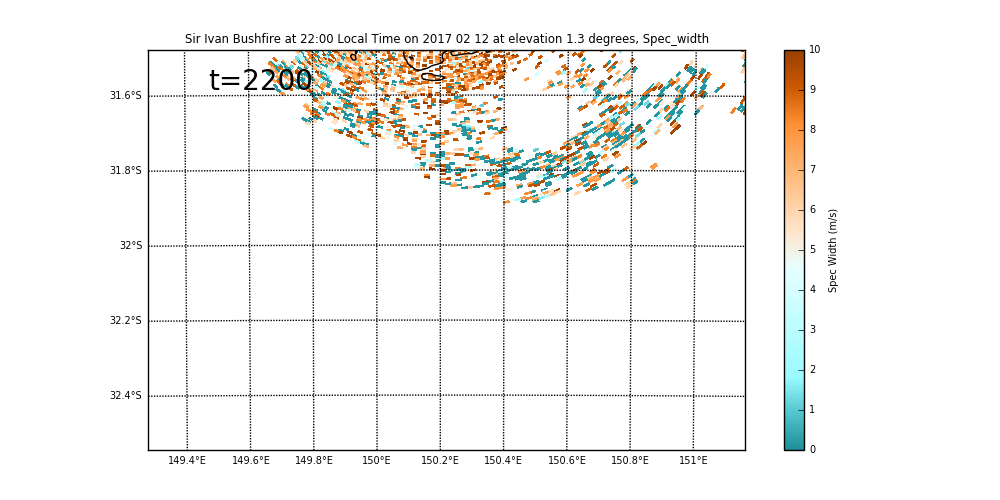 Sir Ivan Bushfire at 22:00 Local Time on 2017 02 12 at elevation 1.3 degrees, Spec_width
t=2200
31.6°S
31.8°S
32°S
32.2°S
32.4°S
149.4°E 149.6°E 149.8°E 150°E 150.2°E 150.4°E 150.6°E 150.8°E 151°E
10
9
8
7
6
5
4
3
2
1
0
Spec Width (m/s)